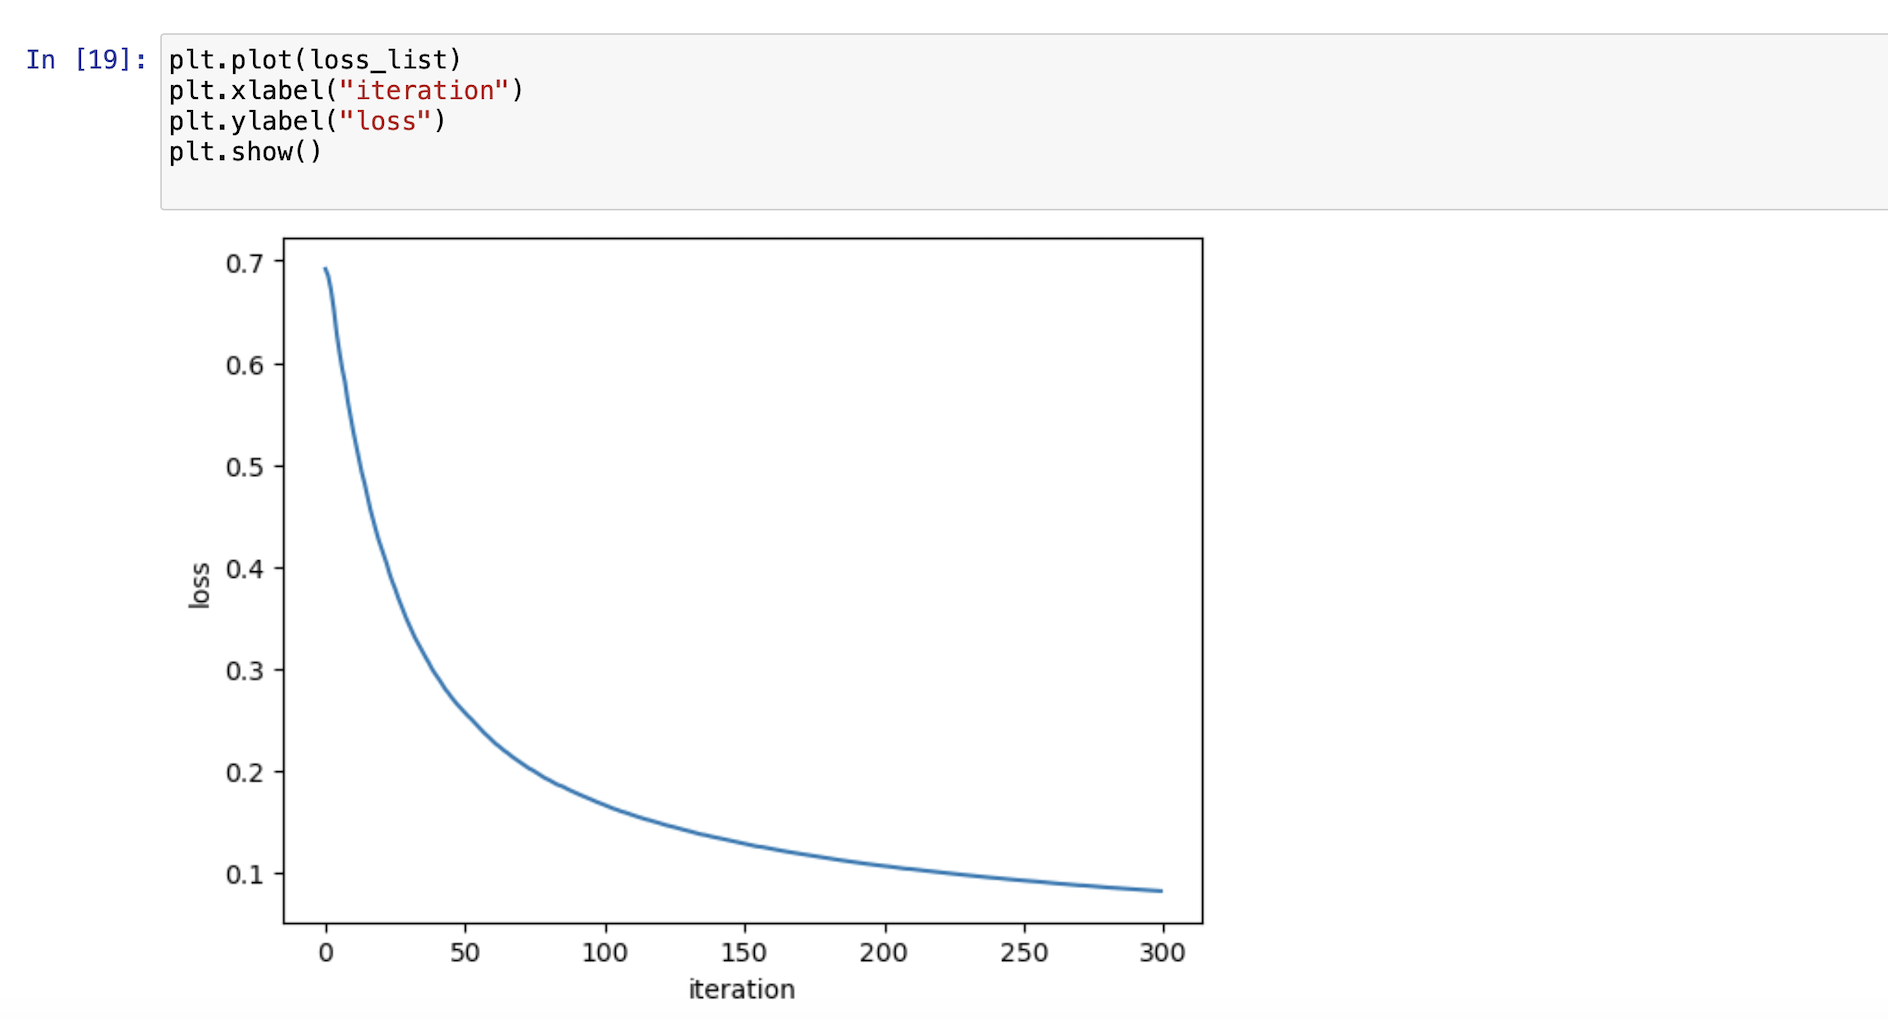 In [19]: plt.plot(loss_list)
plt.xlabel("iteration")
plt.ylabel("loss")
plt.show()
0.7
0.6
0.5
0.4
0.3
0.2
0.1
loss
0 50 100 150 200 250 300
iteration